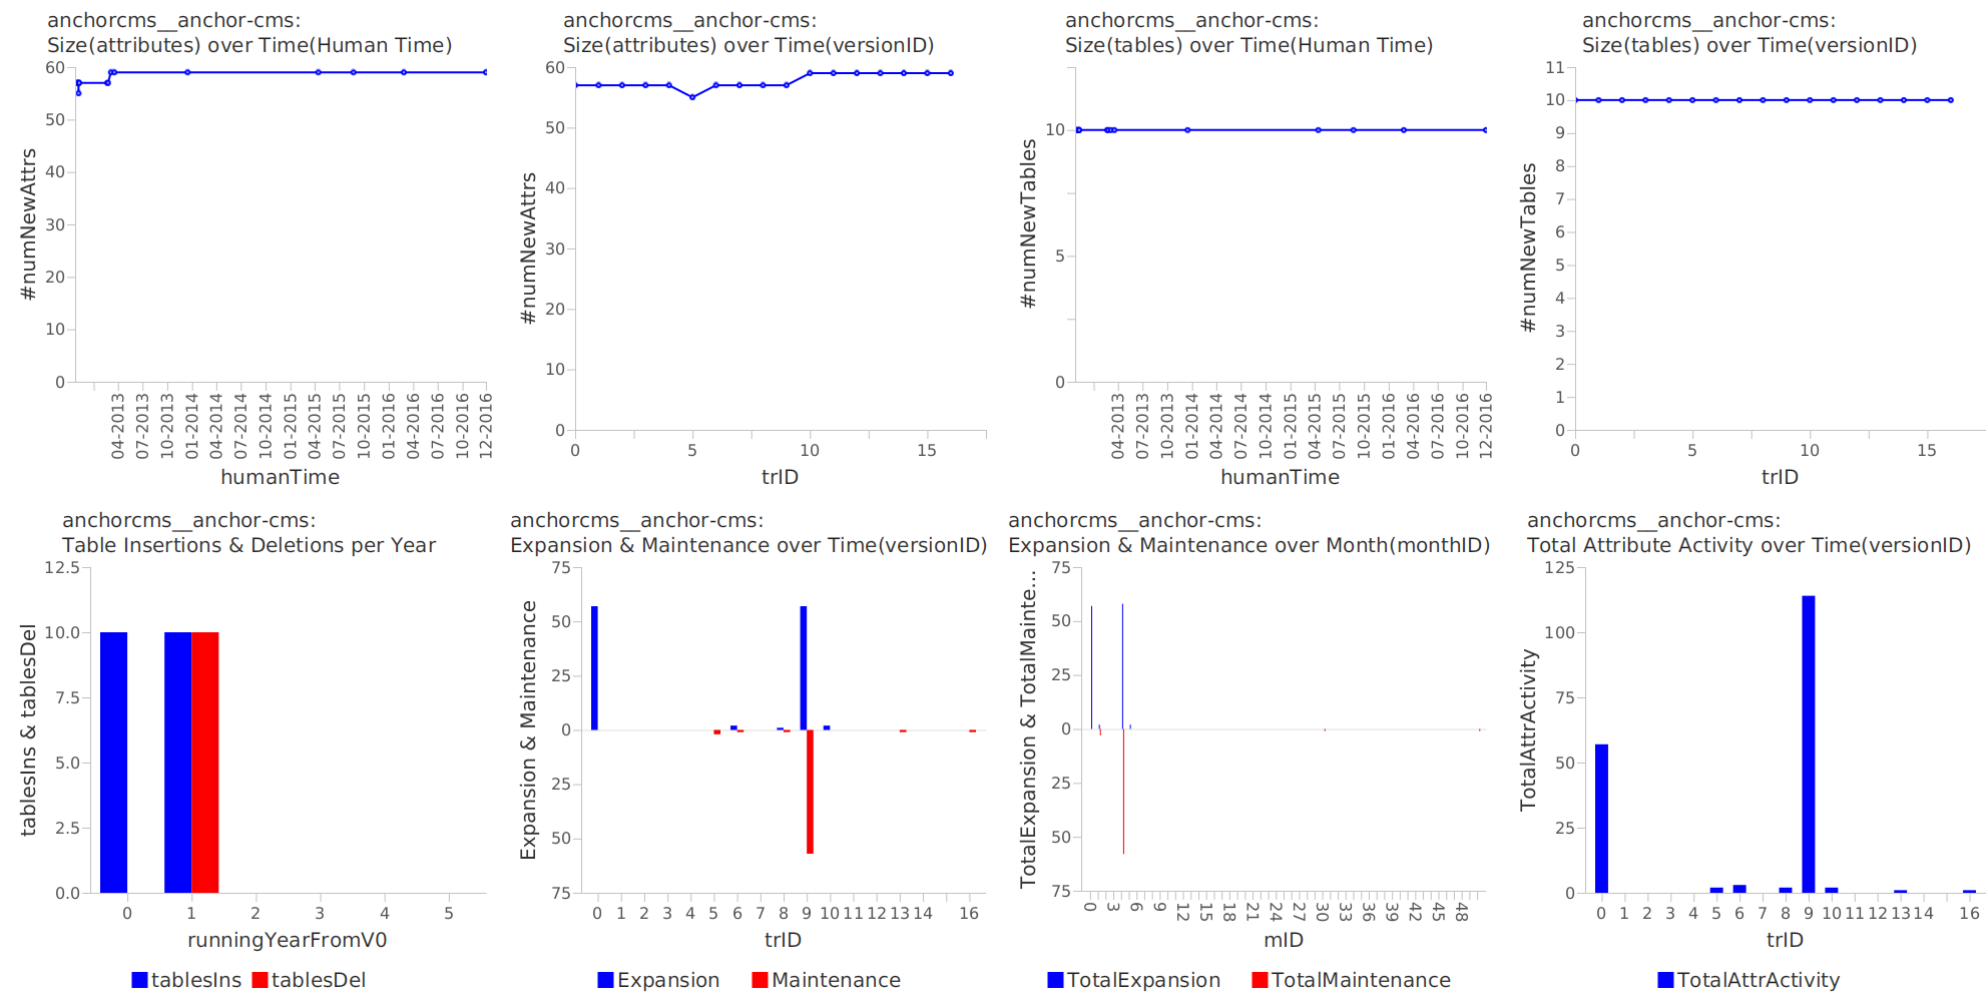 anchorcms__anchor-cms:
Size(attributes) over Time(Human Time)
60
50
40
30
20
10
0
#numNewAttrs
04-2013
07-2013
10-2013
01-2014
04-2014
07-2014
10-2014
01-2015
04-2015
07-2015
10-2015
01-2016
04-2016
07-2016
10-2016
12-2016
humanTime
anchorcms__anchor-cms:
Size(attributes) over Time(versionID)
60
50
40
30
20
10
0
#numNewAttrs
0 5 10 15
trID
anchorcms__anchor-cms:
Size(tables) over Time(Human Time)
10
5
0
#numNewTables
04-2013
07-2013
10-2013
01-2014
04-2014
07-2014
10-2014
01-2015
04-2015
07-2015
10-2015
01-2016
04-2016
07-2016
10-2016
12-2016
humanTime
anchorcms__anchor-cms:
Size(tables) over Time(versionID)
11
10
9
8
7
6
5
4
3
2
1
0
#numNewTables
0 5 10 15
trID
anchorcms__anchor-cms:
Table Insertions & Deletions per Year
12.5
10.0
7.5
5.0
2.5
0.0
tablesIns & tablesDel
0 1 2 3 4 5
runningYearFromV0
tablesIns tablesDel
anchorcms__anchor-cms:
Expansion & Maintenance over Time(versionID)
75
50
25
0
25
50
75
Expansion & Maintenance
0 1 2 3 4 5 6 7 8 9 10 11 12 13 14 16
trID
Expansion Maintenance
anchorcms__anchor-cms:
Expansion & Maintenance over Month(monthID)
75
50
25
0
25
50
75
TotalExpansion & TotalMainte...
0 3 6 9 12 15 18 21 24 27 30 33 36 39 42 45 48
mID
TotalExpansion TotalMaintenance
anchorcms__anchor-cms:
Total Attribute Activity over Time(versionID)
125
100
75
50
25
0
TotalAttrActivity
0 1 2 3 4 5 6 7 8 9 10 11 12 13 14 16
trID
TotalAttrActivity